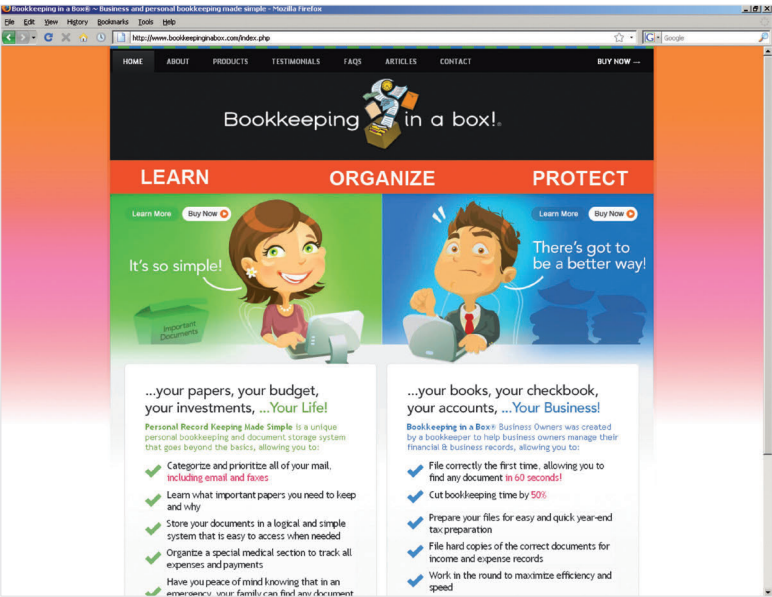 Bookkeeping in a Box® ~ Business and personal bookkeeping made simple - Mozilla Firefox
File Edit View History Bookmarks Tools Help
http://www.bookkeepinginabox.com/index.php
Google
HOME ABOUT PRODUCTS TESTIMONIALS FAQS ARTICLES CONTACT BUY NOW
Bookkeeping in a box!®
LEARN ORGANIZE PROTECT
Learn More Buy Now
Learn More Buy Now
It's so simple!
There's got to
be a better way!
Important
Documents
...your papers, your budget,
your investments, ...Your Life!
Personal Record Keeping Made Simple is a unique
personal bookkeeping and document storage system
that goes beyond the basics, allowing you to:
Categorize and prioritize all of your mail,
including email and faxes
Learn what important papers you need to keep
and why
Store your documents in a logical and simple
system that is easy to access when needed
Organize a special medical section to track all
expenses and payments
Have you peace of mind knowing that in an
emergency, your family can find any document
...your books, your checkbook,
your accounts, ...Your Business!
Bookkeeping in a Box® Business Owners was created
by a bookkeeper to help business owners manage their
financial & business records, allowing you to:
File correctly the first time, allowing you to
find any document in 60 seconds!
Cut bookkeeping time by 50%
Prepare your files for easy and quick year-end
tax preparation
File hard copies of the correct documents for
income and expense records
Work in the round to maximize efficiency and
speed